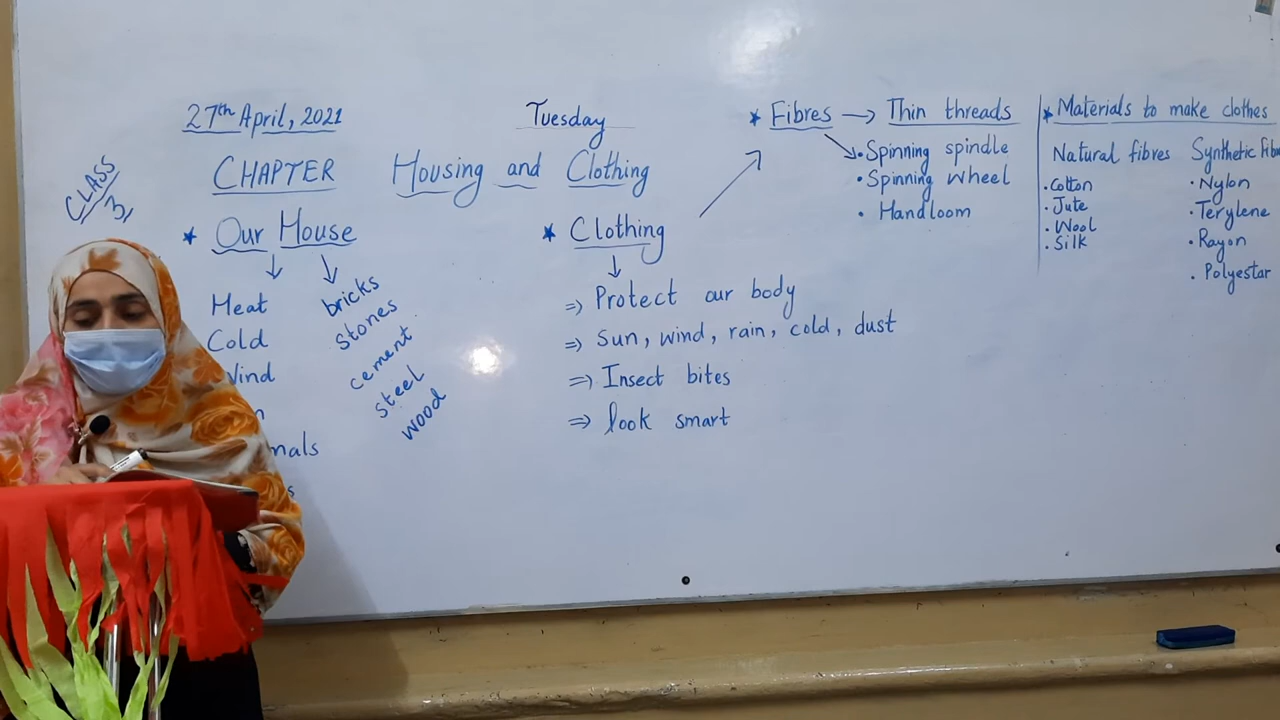 27th April, 2021
Tuesday
CLASS 3
CHAPTER Housing and Clothing
* Our House
Heat
Cold
Wind
bricks
stones
cement
steel
wood
* Clothing
⇒ Protect our body
⇒ Sun, wind, rain, cold, dust
⇒ Insect bites
⇒ look smart
* Fibres → Thin threads
• Spinning spindle
• Spinning wheel
• Handloom
* Materials to make clothes
Natural fibres
• Cotton
• Jute
• Wool
• Silk
Synthetic Fib
• Nylon
• Terylene
• Rayon
• Polyestar